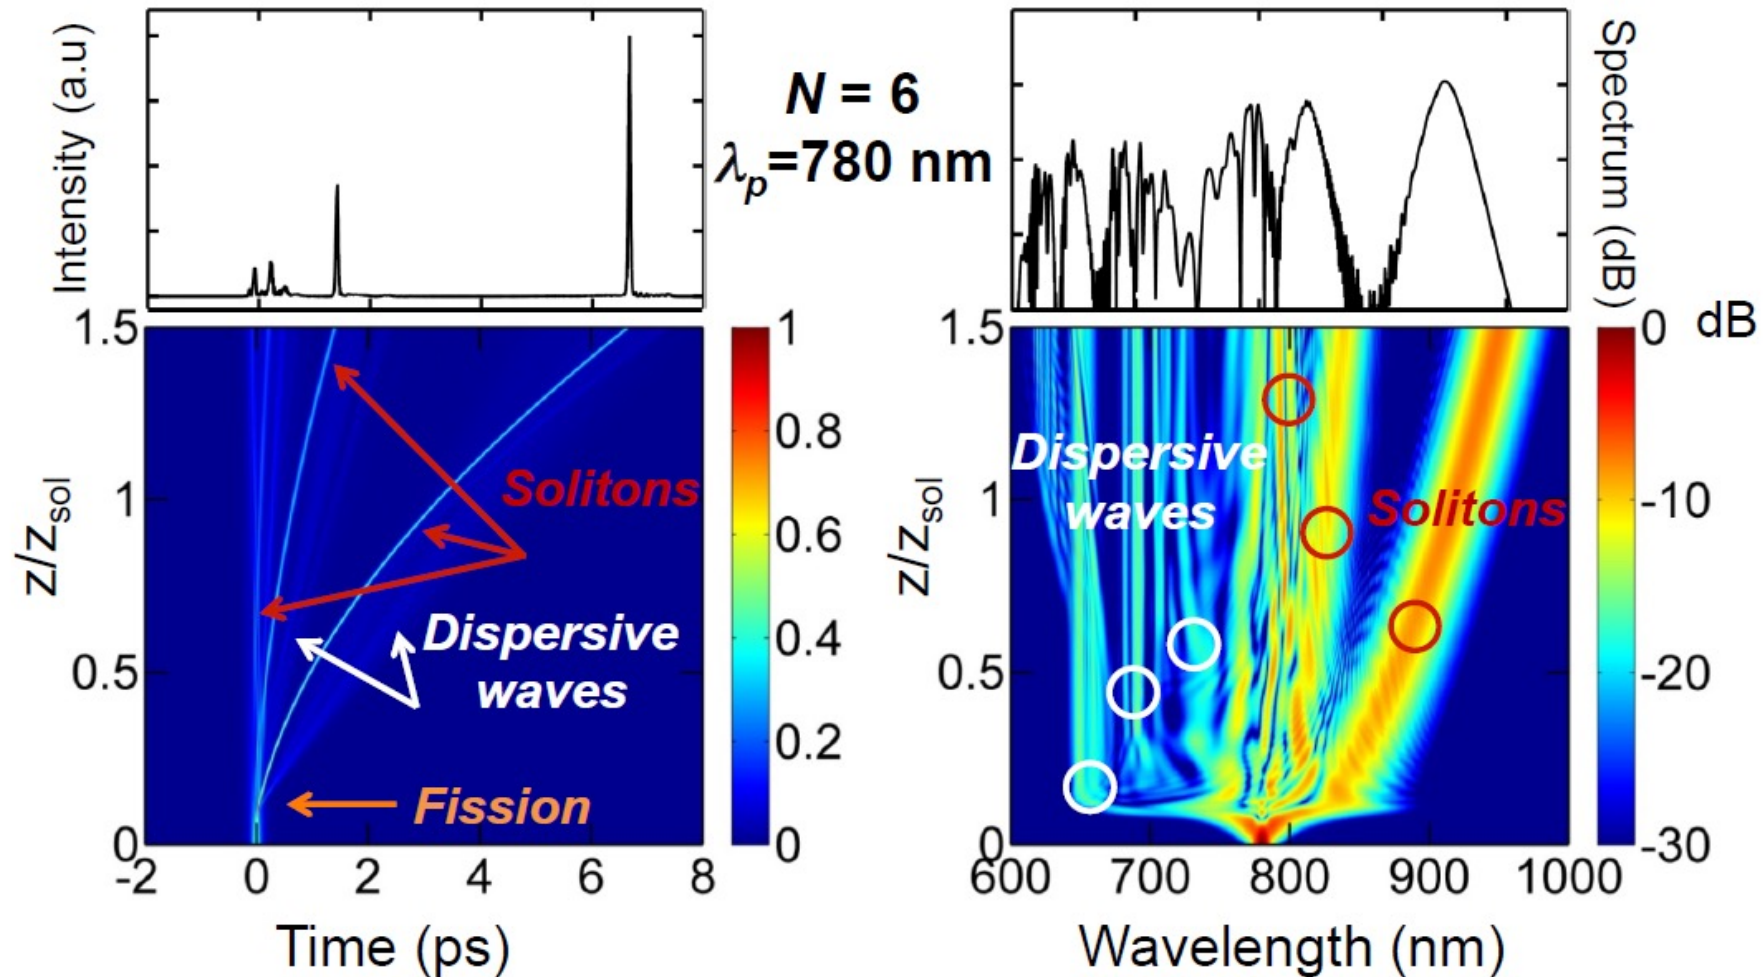 Intensity (a.u)
N = 6
λp=780 nm
Spectrum (dB)
1.5
1
0.5
0
z/zsol
-2
0
2
4
6
8
Time (ps)
Solitons
Dispersive
waves
Fission
1
0.8
0.6
0.4
0.2
0
1.5
1
0.5
0
z/zsol
600
700
800
900
1000
Wavelength (nm)
Dispersive
waves
Solitons
0
dB
-10
-20
-30